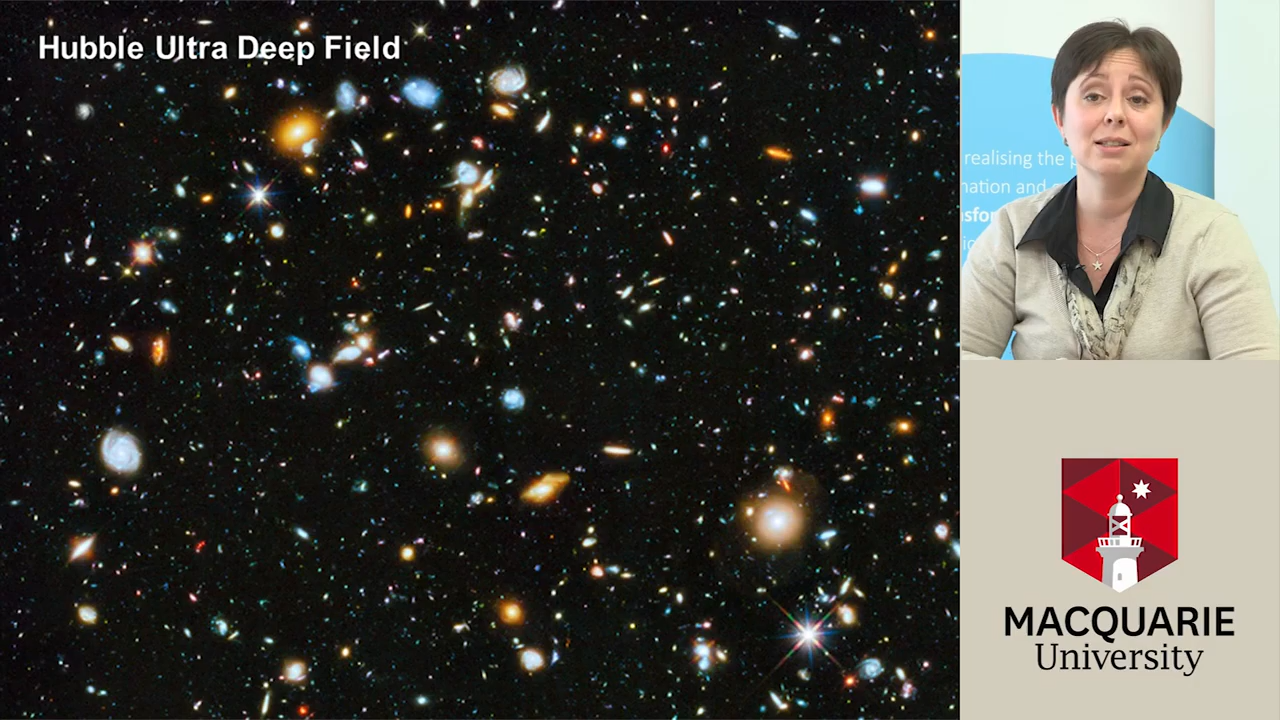 Hubble Ultra Deep Field
realising the
nation and
MACQUARIE
University